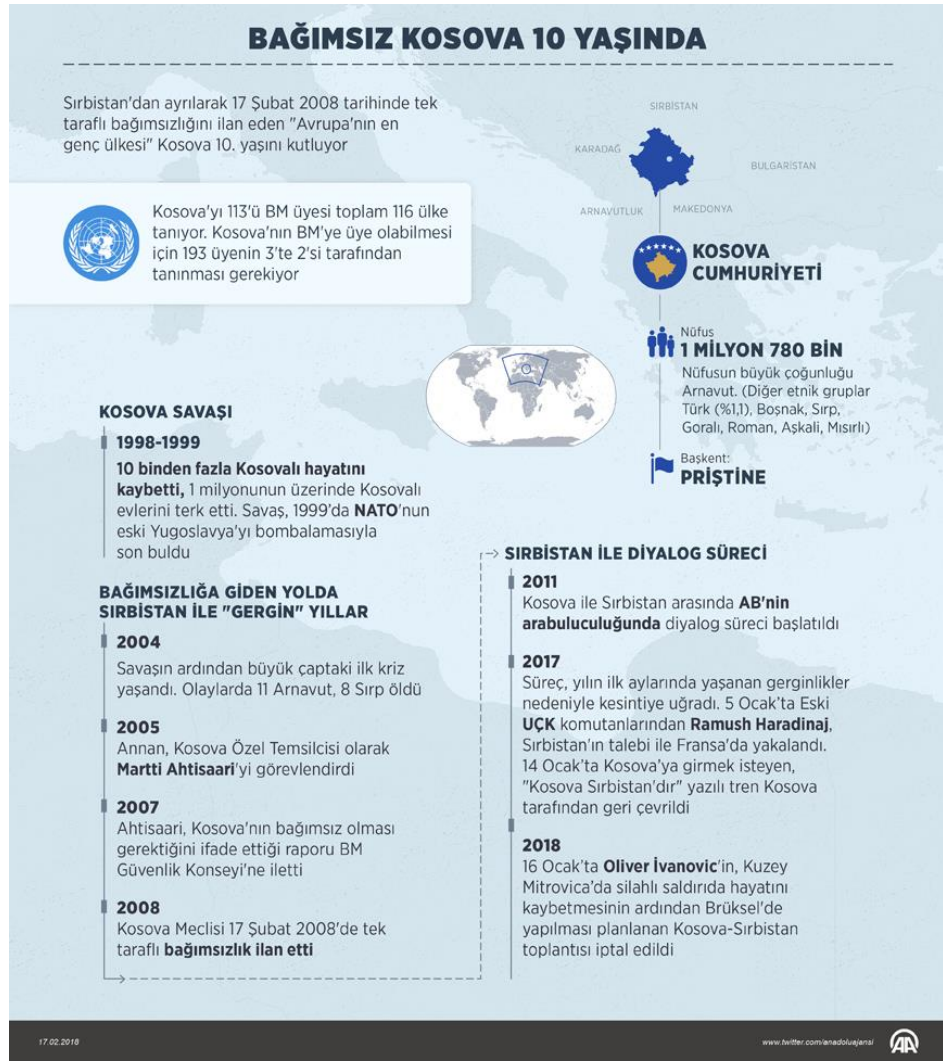 BAĞIMSIZ KOSOVA 10 YAŞINDA
Sırbistan'dan ayrılarak 17 Şubat 2008 tarihinde tek
taraflı bağımsızlığını ilan eden "Avrupa'nın en
genç ülkesi" Kosova 10. yaşını kutluyor
Kosova'yı 113'ü BM üyesi toplam 116 ülke
tanıyor. Kosova'nın BM'ye üye olabilmesi
için 193 üyenin 3'te 2'si tarafından
tanınması gerekiyor
SIRBİSTAN
KARADAĞ
BULGARİSTAN
ARNAVUTLUK
MAKEDONYA
KOSOVA
CUMHURİYETİ
Nüfus
1 MİLYON 780 BİN
Nüfusun büyük çoğunluğu
Arnavut. (Diğer etnik gruplar
Türk (%1,1), Boşnak, Sırp,
Goralı, Roman, Aşkali, Mısırlı)
Başkent:
PRİŞTİNE
KOSOVA SAVAŞI
1998-1999
10 binden fazla Kosovalı hayatını
kaybetti, 1 milyonunun üzerinde Kosovalı
evlerini terk etti. Savaş, 1999'da NATO'nun
eski Yugoslavya'yı bombalamasıyla
son buldu
BAĞIMSIZLIĞA GİDEN YOLDA
SIRBİSTAN İLE "GERGİN" YILLAR
2004
Savaşın ardından büyük çaptaki ilk kriz
yaşandı. Olaylarda 11 Arnavut, 8 Sırp öldü
2005
Annan, Kosova Özel Temsilcisi olarak
Martti Ahtisaari'yi görevlendirdi
2007
Ahtisaari, Kosova'nın bağımsız olması
gerektiğini ifade ettiği raporu BM
Güvenlik Konseyi'ne iletti
2008
Kosova Meclisi 17 Şubat 2008'de tek
taraflı bağımsızlık ilan etti
SIRBİSTAN İLE DİYALOG SÜRECİ
2011
Kosova ile Sırbistan arasında AB'nin
arabuluculuğunda diyalog süreci başlatıldı
2017
Süreç, yılın ilk aylarında yaşanan gerginlikler
nedeniyle kesintiye uğradı. 5 Ocak'ta Eski
UÇK komutanlarından Ramush Haradinaj,
Sırbistan'ın talebi ile Fransa'da yakalandı.
14 Ocak'ta Kosova'ya girmek isteyen,
"Kosova Sırbistan'dır" yazılı tren Kosova
tarafından geri çevrildi
2018
16 Ocak'ta Oliver İvanovic'in, Kuzey
Mitrovica'da silahlı saldırıda hayatını
kaybetmesinin ardından Brüksel'de
yapılması planlanan Kosova-Sırbistan
toplantısı iptal edildi
17.02.2018
www.twitter.com/anadoluajansi
AA